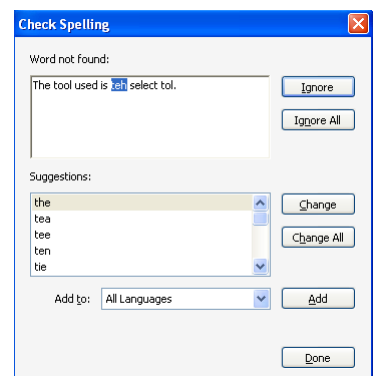 Check Spelling
Word not found:
The tool used is teh select tol.
Ignore
Ignore All
Suggestions:
the
tea
tee
ten
tie
Change
Change All
Add to: All Languages Add
Done